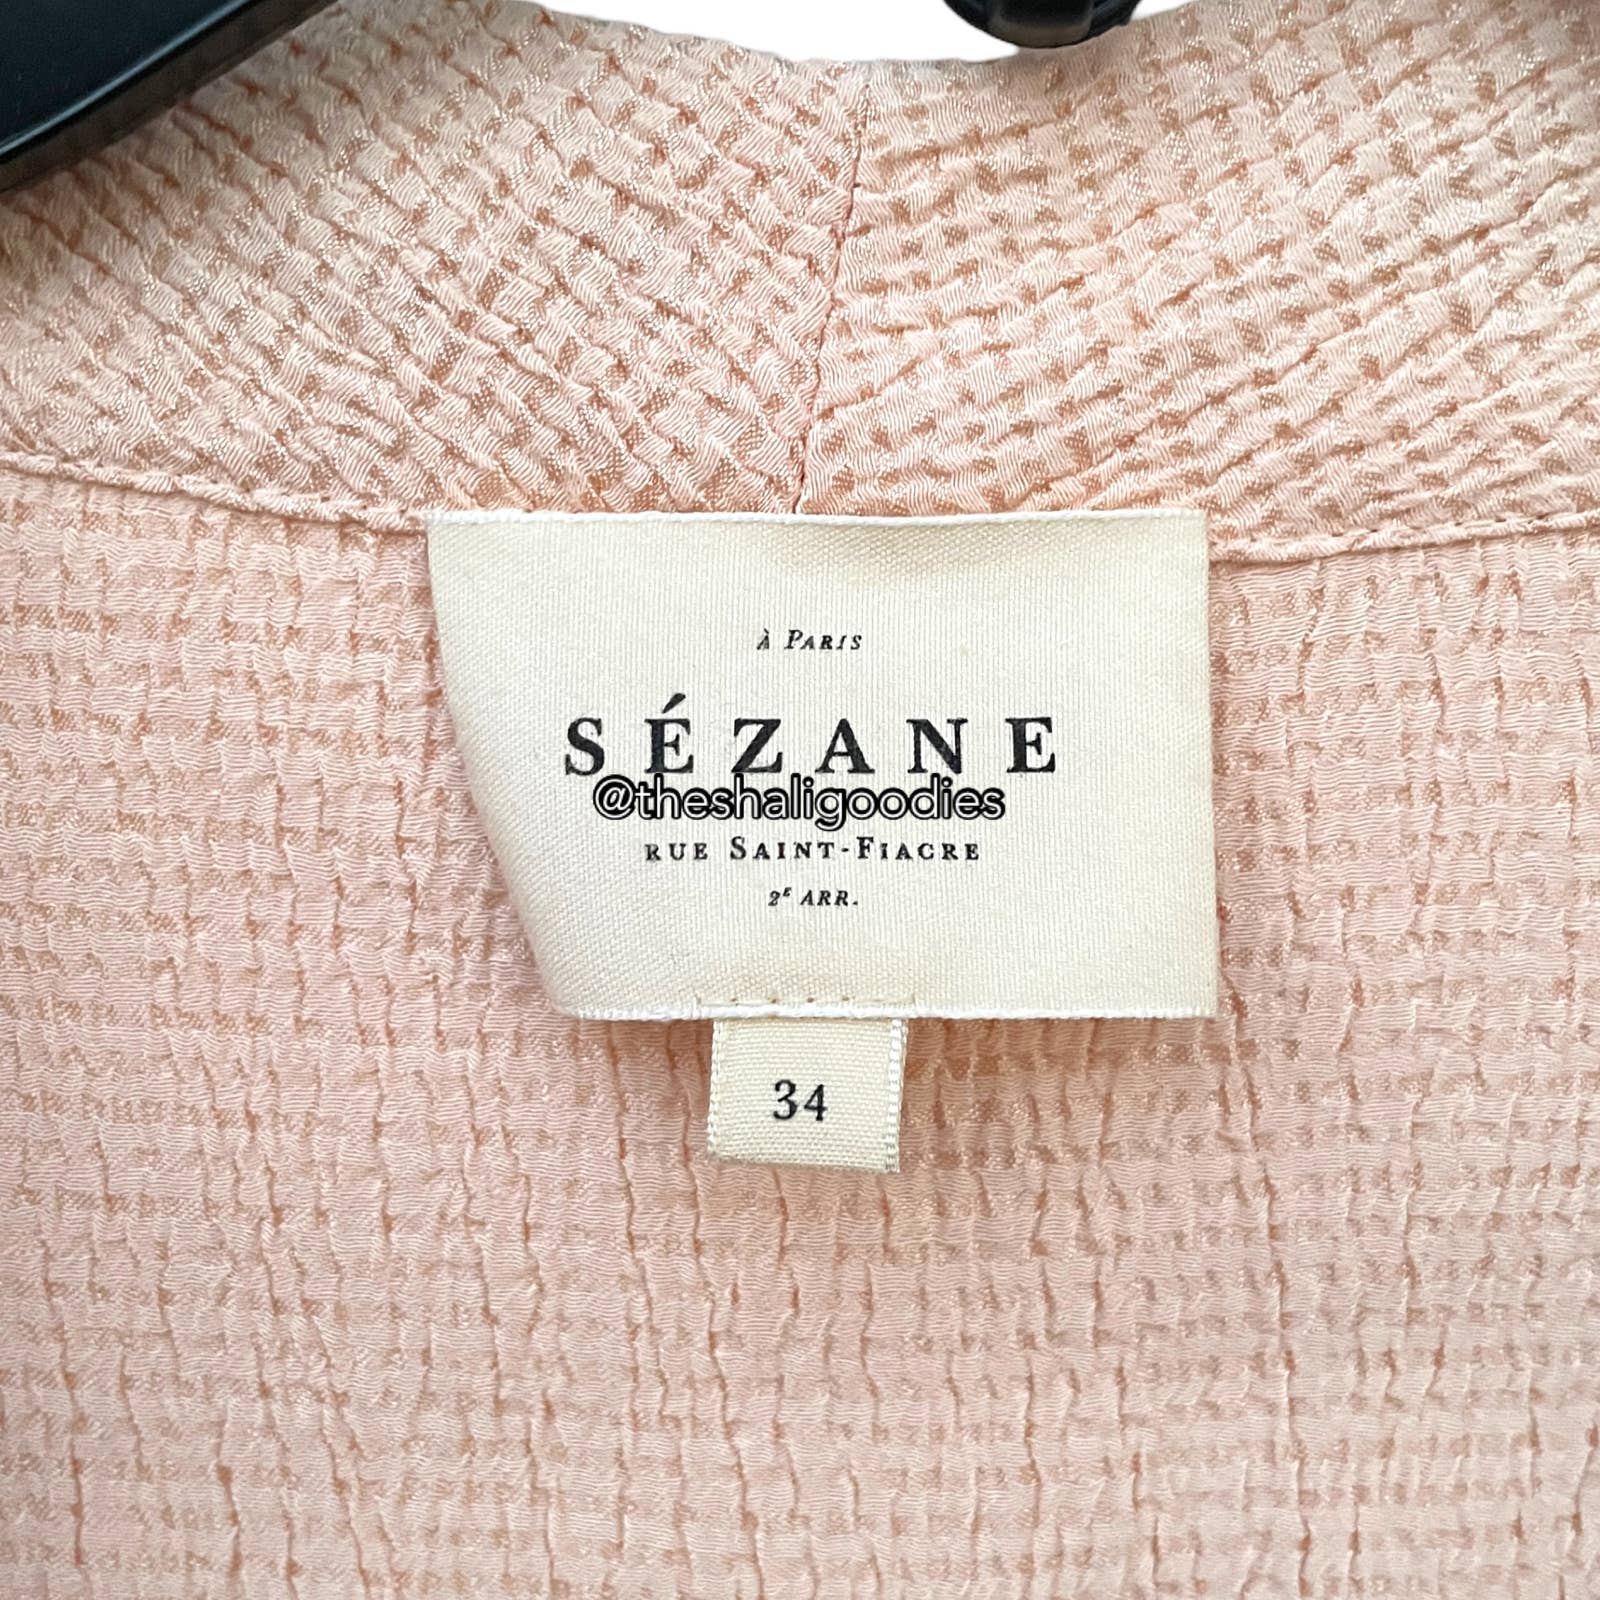 À PARIS
SÉZANE
@theshaligoodies
RUE SAINT-FIACRE
2E ARR.
34